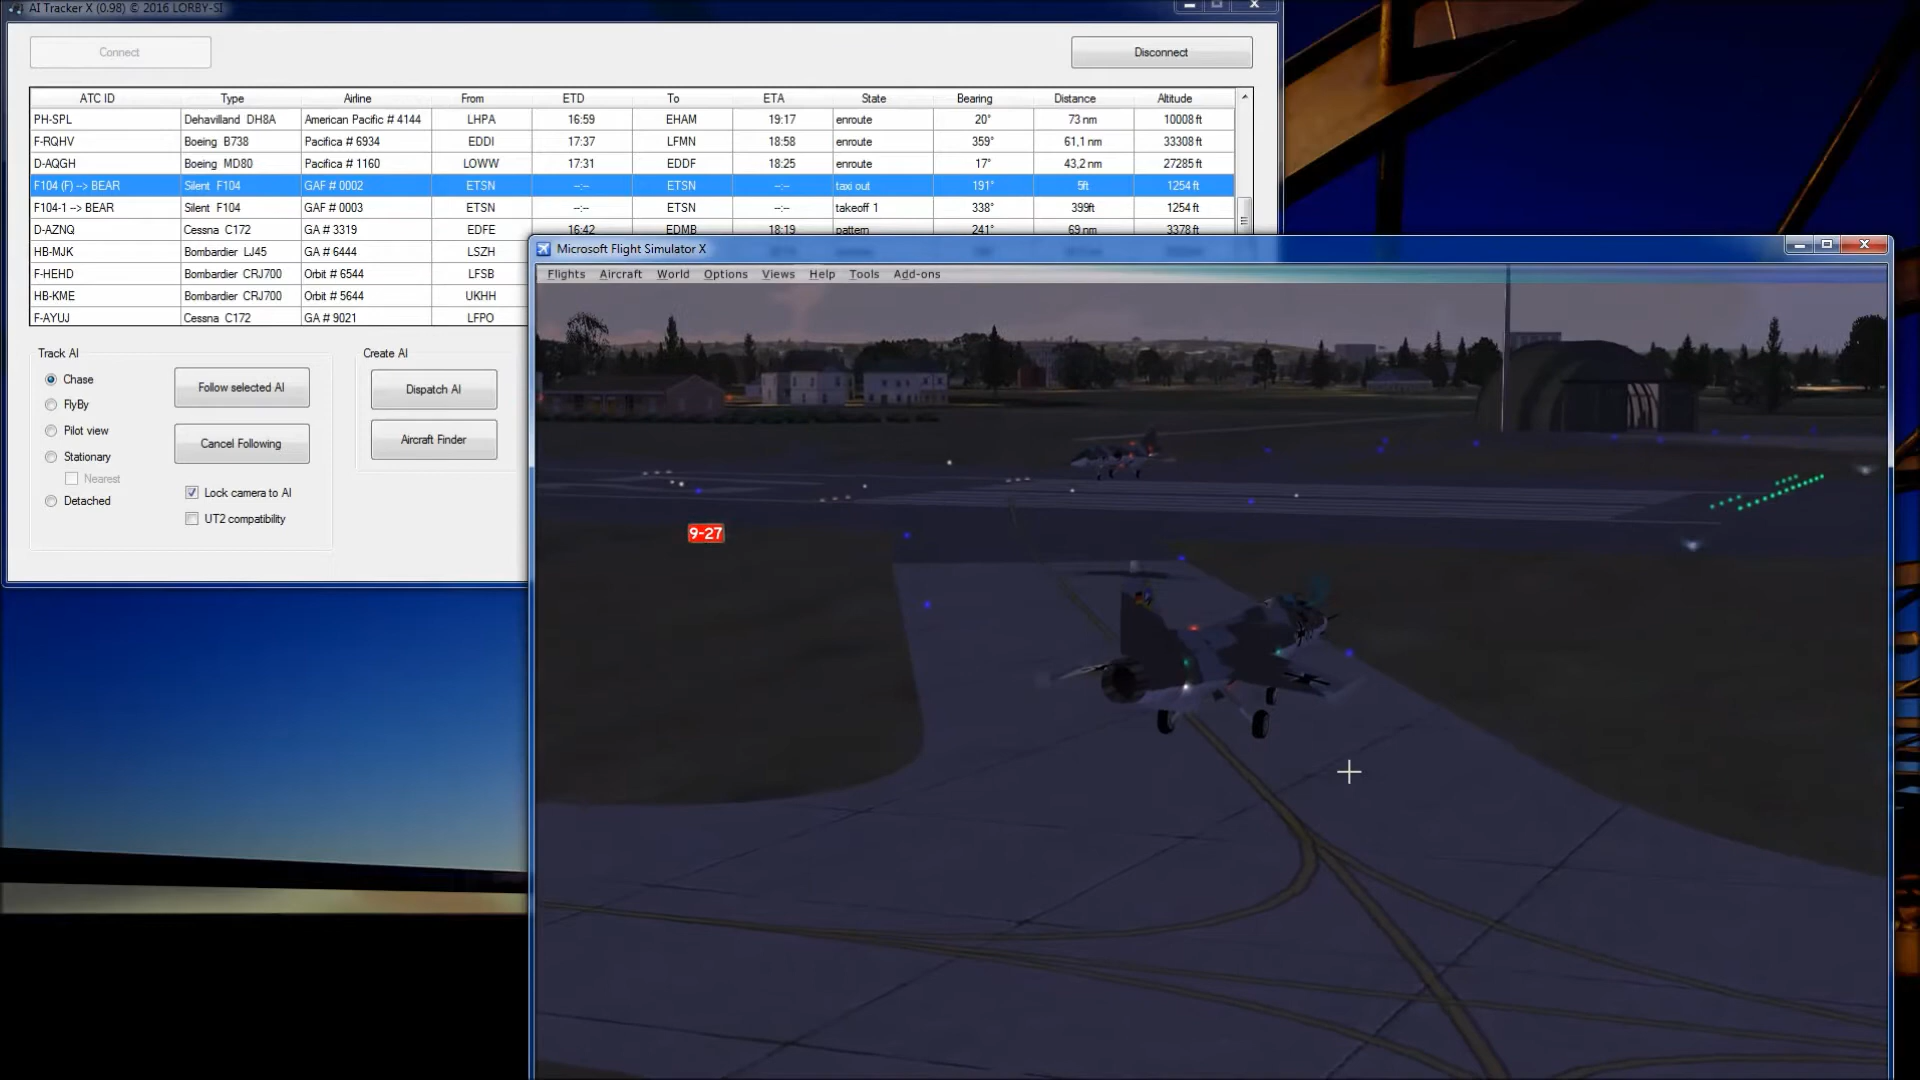 AI Tracker X (0.98) © 2016 LORBY-SI
Connect
Disconnect
ATC ID Type Airline From ETD To ETA State Bearing Distance Altitude
PH-SPL Dehavilland DH8A American Pacific # 4144 LHPA 16:59 EHAM 19:17 enroute 20° 73 nm 10008 ft
F-RQHV Boeing B738 Pacifica # 6934 EDDI 17:37 LFMN 18:58 enroute 359° 61,1 nm 33308 ft
D-AQGH Boeing MD80 Pacifica # 1160 LOWW 17:31 EDDF 18:25 enroute 17° 43,2 nm 27285 ft
F104 (F) --> BEAR Silent F104 GAF # 0002 ETSN --:-- ETSN --:-- taxi out 191° 5ft 1254 ft
F104-1 --> BEAR Silent F104 GAF # 0003 ETSN --:-- ETSN --:-- takeoff 1 338° 399ft 1254 ft
D-AZNQ Cessna C172 GA # 3319 EDFE 16:42 EDMB 18:19 pattern 241° 69 nm 3378 ft
HB-MJK Bombardier LJ45 GA # 6444 LSZH
F-HEHD Bombardier CRJ700 Orbit # 6544 LFSB
HB-KME Bombardier CRJ700 Orbit # 5644 UKHH
F-AYUJ Cessna C172 GA # 9021 LFPO
Track AI
Chase
FlyBy
Pilot view
Stationary
Nearest
Detached
Follow selected AI
Cancel Following
Lock camera to AI
UT2 compatibility
Create AI
Dispatch AI
Aircraft Finder
Microsoft Flight Simulator X
Flights Aircraft World Options Views Help Tools Add-ons
9-27